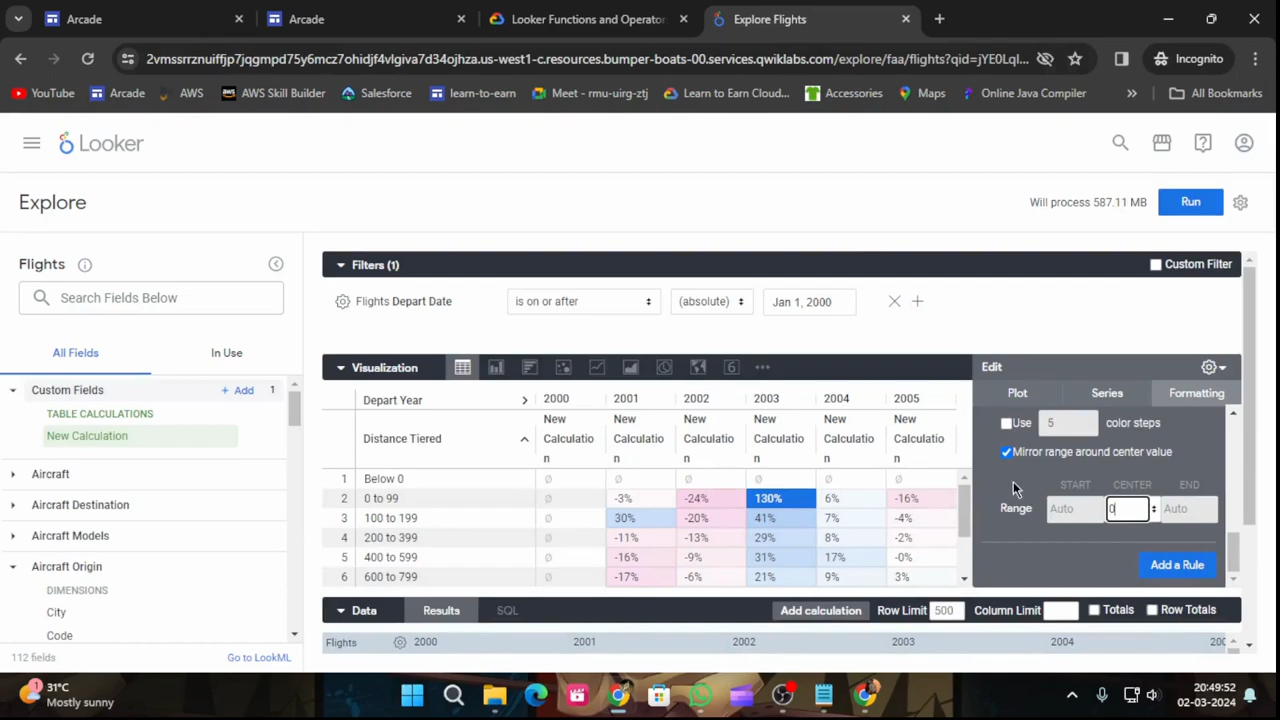 Arcade
Arcade
Looker Functions and Operator
Explore Flights
2vmssrrznuiffjp7jqgmpd75y6mcz7ohidjf4vlgiva7d34ojhza.us-west1-c.resources.bumper-boats-00.services.qwiklabs.com/explore/faa/flights?qid=jYE0LqI...
Incognito
YouTube
Arcade
AWS
AWS Skill Builder
Salesforce
learn-to-earn
Meet - rmu-uirg-ztj
Learn to Earn Cloud...
Accessories
Maps
Online Java Compiler
All Bookmarks
Looker
Explore
Will process 587.11 MB
Run
Flights
Search Fields Below
All Fields
In Use
Custom Fields
+ Add 1
TABLE CALCULATIONS
New Calculation
Aircraft
Aircraft Destination
Aircraft Models
Aircraft Origin
DIMENSIONS
City
Code
112 fields
Go to LookML
Filters (1)
Custom Filter
Flights Depart Date
is on or after
(absolute)
Jan 1, 2000
Visualization
6
Edit
Plot
Series
Formatting
Depart Year 2000 2001 2002 2003 2004 2005
Distance Tiered
New Calculatio n
New Calculatio n
New Calculatio n
New Calculatio n
New Calculatio n
New Calculatio n
1 Below 0 Ø Ø Ø Ø Ø Ø
2 0 to 99 Ø -3% -24% 130% 6% -16%
3 100 to 199 Ø 30% -20% 41% 7% -4%
4 200 to 399 Ø -11% -13% 29% 8% -2%
5 400 to 599 Ø -16% -9% 31% 17% -0%
6 600 to 799 Ø -17% -6% 21% 9% 3%
Use 5 color steps
Mirror range around center value
START CENTER END
Range Auto 0 Auto
Add a Rule
Data
Results
SQL
Add calculation
Row Limit 500
Column Limit
Totals
Row Totals
Flights 2000 2001 2002 2003 2004 200
1
31°C
Mostly sunny
20:49:52
02-03-2024